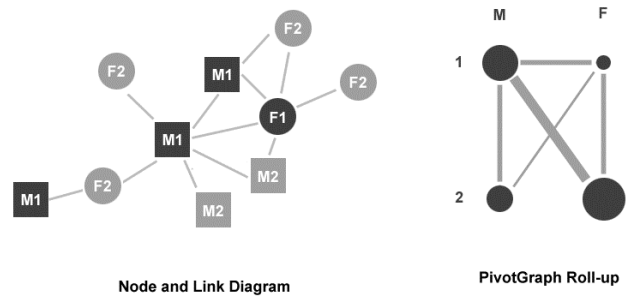 M F
F2
1
M1
F2
F2
F1
M1
M2
F2
M1
M2
2
Node and Link Diagram
PivotGraph Roll-up